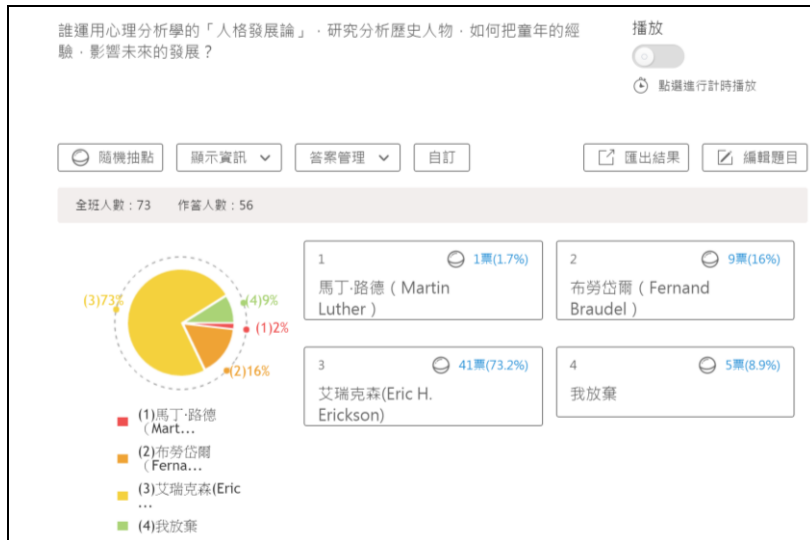 誰運用心理分析學的「人格發展論」，研究分析歷史人物，如何把童年的經
驗，影響未來的發展？
播放
點選進行計時播放
隨機抽點
顯示資訊
答案管理
自訂
匯出結果
編輯題目
全班人數：73 作答人數：56
(3)73%
(4)9%
(1)2%
(2)16%
(1)馬丁·路德
（Mart...
(2)布勞岱爾
（Ferna...
(3)艾瑞克森(Eric
...
(4)我放棄
1 1票(1.7%)
馬丁·路德（Martin
Luther）
2 9票(16%)
布勞岱爾（Fernand
Braudel）
3 41票(73.2%)
艾瑞克森(Eric H.
Erickson)
4 5票(8.9%)
我放棄